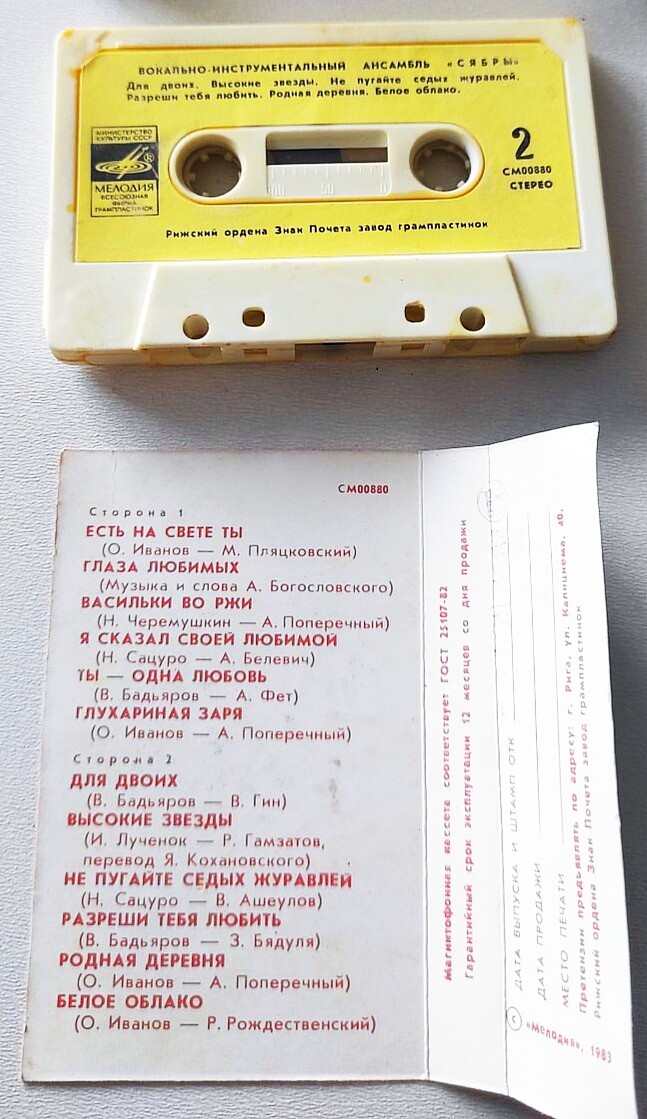 ВОКАЛЬНО-ИНСТРУМЕНТАЛЬНЫЙ АНСАМБЛЬ «СЯБРЫ»
Для двоих. Высокие звезды. Не пугайте седых журавлей.
Разреши тебя любить. Родная деревня. Белое облако.
МИНИСТЕРСТВО
КУЛЬТУРЫ СССР
®
МЕЛОДИЯ
ВСЕСОЮЗНАЯ
ФИРМА
ГРАМПЛАСТИНОК
100 50 0
2
СМ00880
СТЕРЕО
Рижский ордена Знак Почета завод грампластинок
СМ00880
Сторона 1
ЕСТЬ НА СВЕТЕ ТЫ
(О. Иванов — М. Пляцковский)
ГЛАЗА ЛЮБИМЫХ
(Музыка и слова А. Богословского)
ВАСИЛЬКИ ВО РЖИ
(Н. Черемушкин — А. Поперечный)
Я СКАЗАЛ СВОЕЙ ЛЮБИМОЙ
(Н. Сацуро — А. Белевич)
ТЫ — ОДНА ЛЮБОВЬ
(В. Бадьяров — А. Фет)
ГЛУХАРИНАЯ ЗАРЯ
(О. Иванов — А. Поперечный)
Сторона 2
ДЛЯ ДВОИХ
(В. Бадьяров — В. Гин)
ВЫСОКИЕ ЗВЕЗДЫ
(И. Лученок — Р. Гамзатов,
перевод Я. Кохановского)
НЕ ПУГАЙТЕ СЕДЫХ ЖУРАВЛЕЙ
(Н. Сацуро — В. Ашеулов)
РАЗРЕШИ ТЕБЯ ЛЮБИТЬ
(В. Бадьяров — З. Бядуля)
РОДНАЯ ДЕРЕВНЯ
(О. Иванов — А. Поперечный)
БЕЛОЕ ОБЛАКО
(О. Иванов — Р. Рождественский)
Магнитофонная кассета соответствует ГОСТ 25107-82
Гарантийный срок эксплуатации 12 месяцев со дня продажи
ДАТА ВЫПУСКА И ШТАМП ОТК
ДАТА ПРОДАЖИ
МЕСТО ПЕЧАТИ
Претензии предъявлять по адресу: г. Рига, ул. Калнциема, 40.
Рижский ордена Знак Почета завод грампластинок
© «Мелодия», 1983